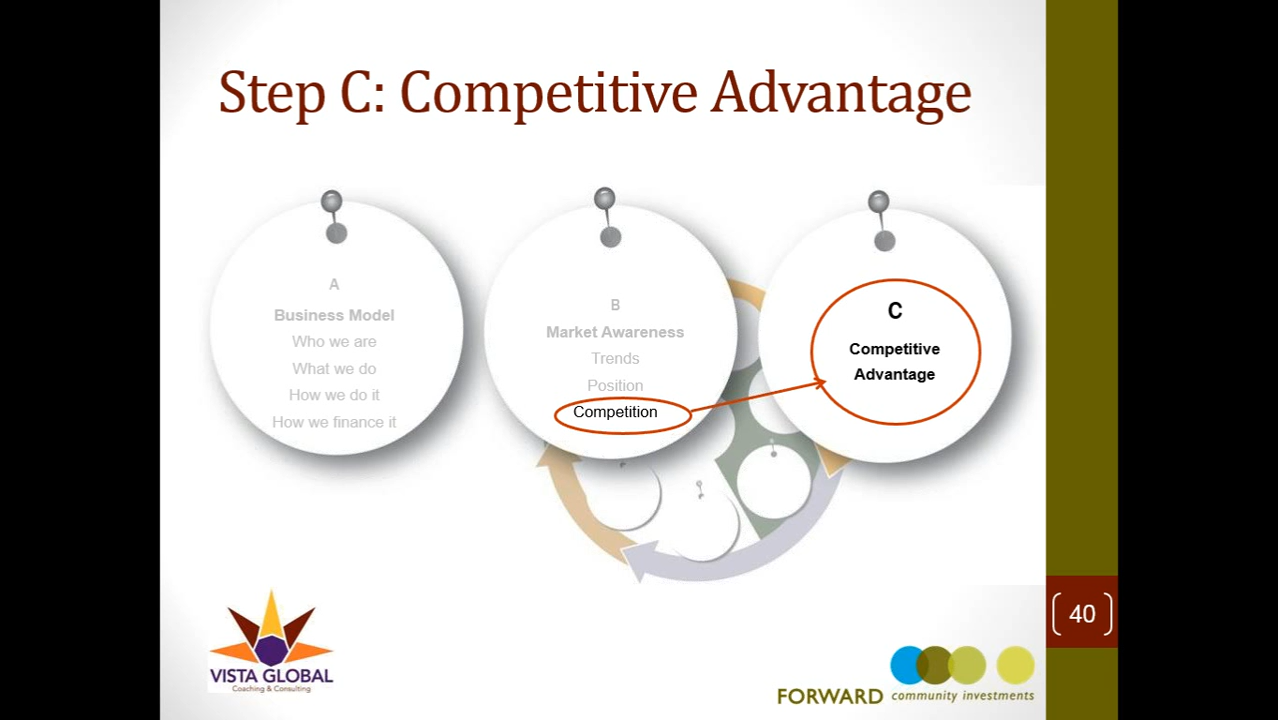 Step C: Competitive Advantage
A
Business Model
Who we are
What we do
How we do it
How we finance it
B
Market Awareness
Trends
Position
Competition
C
Competitive
Advantage
40
VISTA GLOBAL
Coaching & Consulting
FORWARD community investments